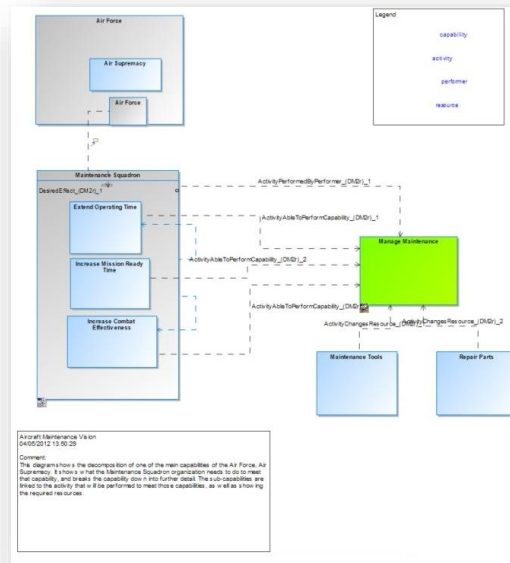 Air Force
Air Supremacy
Air Force
Legend
capability
activity
performer
resource
Maintenance Squadron
DesiredEffect_(DM2r)_1
Extend Operating Time
Increase Mission Ready
Time
Increase Combat
Effectiveness
ActivityPerformedByPerformer_(DM2r)_1
ActivityAbleToPerformCapability_(DM2r)_1
ActivityAbleToPerformCapability_(DM2r)_2
ActivityAbleToPerformCapability_(DM2r)
Manage Maintenance
ActivityChangesResource_(DM2r)
ActivityChangesResource_(DM2r)_2
Maintenance Tools
Repair Parts
Aircraft Maintenance Vision
04/05/2012 13:50:29
Comment:
This diagram shows the decomposition of one of the main capabilities of the Air Force, Air
Supremacy. It shows what the Maintenance Squadron organization needs to do to meet
that capability, and breaks the capability down into further detail. The sub-capabilities are
linked to the activity that will be performed to meet those capabilities, as well as showing
the required resources.